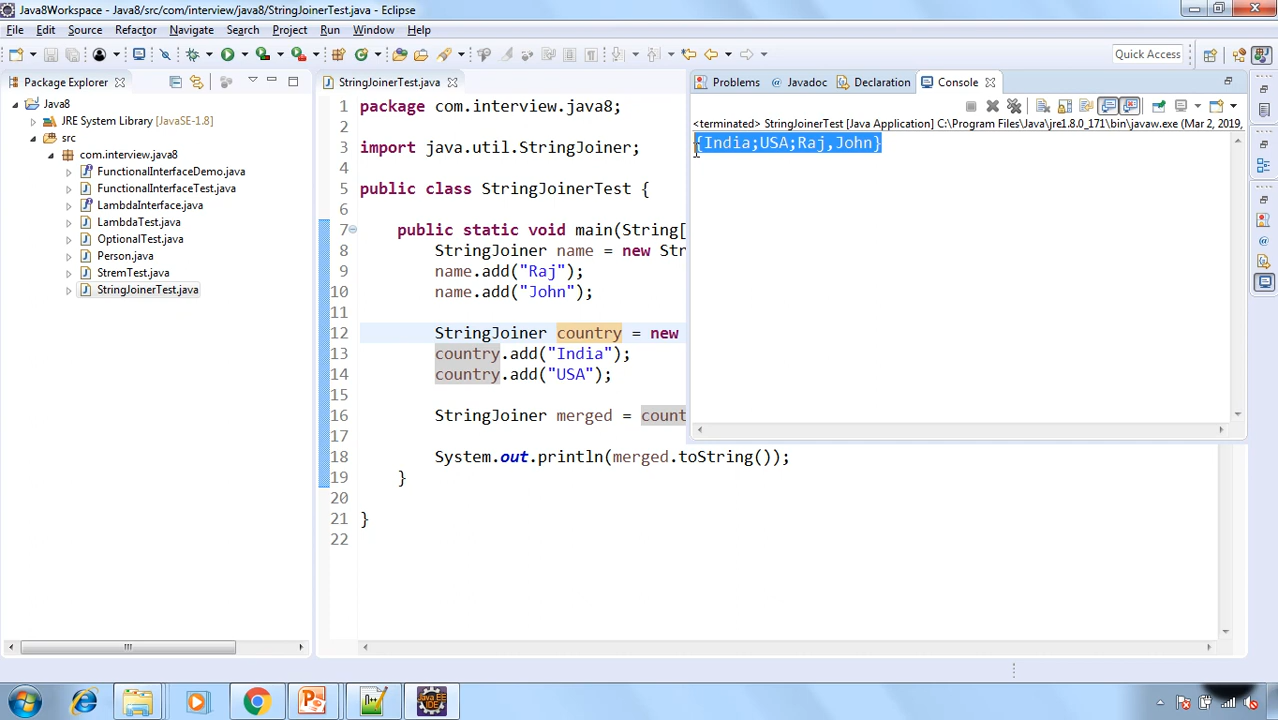 Java8Workspace - Java8/src/com/interview/java8/StringJoinerTest.java - Eclipse
File Edit Source Refactor Navigate Search Project Run Window Help
Quick Access
Package Explorer
Java8
JRE System Library [JavaSE-1.8]
src
com.interview.java8
FunctionalInterfaceDemo.java
FunctionalInterfaceTest.java
LambdaInterface.java
LambdaTest.java
OptionalTest.java
Person.java
StremTest.java
StringJoinerTest.java
StringJoinerTest.java
1 package com.interview.java8;
2
3 import java.util.StringJoiner;
4
5 public class StringJoinerTest {
6
7 public static void main(String[
8 StringJoiner name = new Str
9 name.add("Raj");
10 name.add("John");
11
12 StringJoiner country = new
13 country.add("India");
14 country.add("USA");
15
16 StringJoiner merged = count
17
18 System.out.println(merged.toString());
19 }
20
21 }
22
Problems @ Javadoc Declaration Console
<terminated> StringJoinerTest [Java Application] C:\Program Files\Java\jre1.8.0_171\bin\javaw.exe (Mar 2, 2019,
{India;USA;Raj,John}